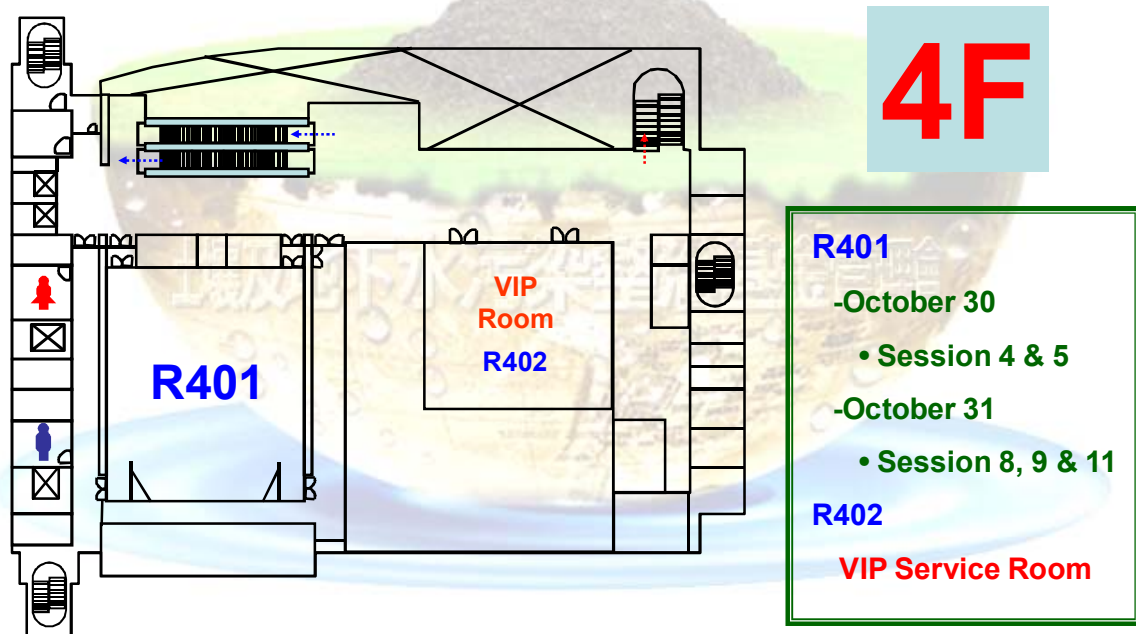 4F
VIP
Room
R402
R401
R401
-October 30
• Session 4 & 5
-October 31
• Session 8, 9 & 11
R402
VIP Service Room